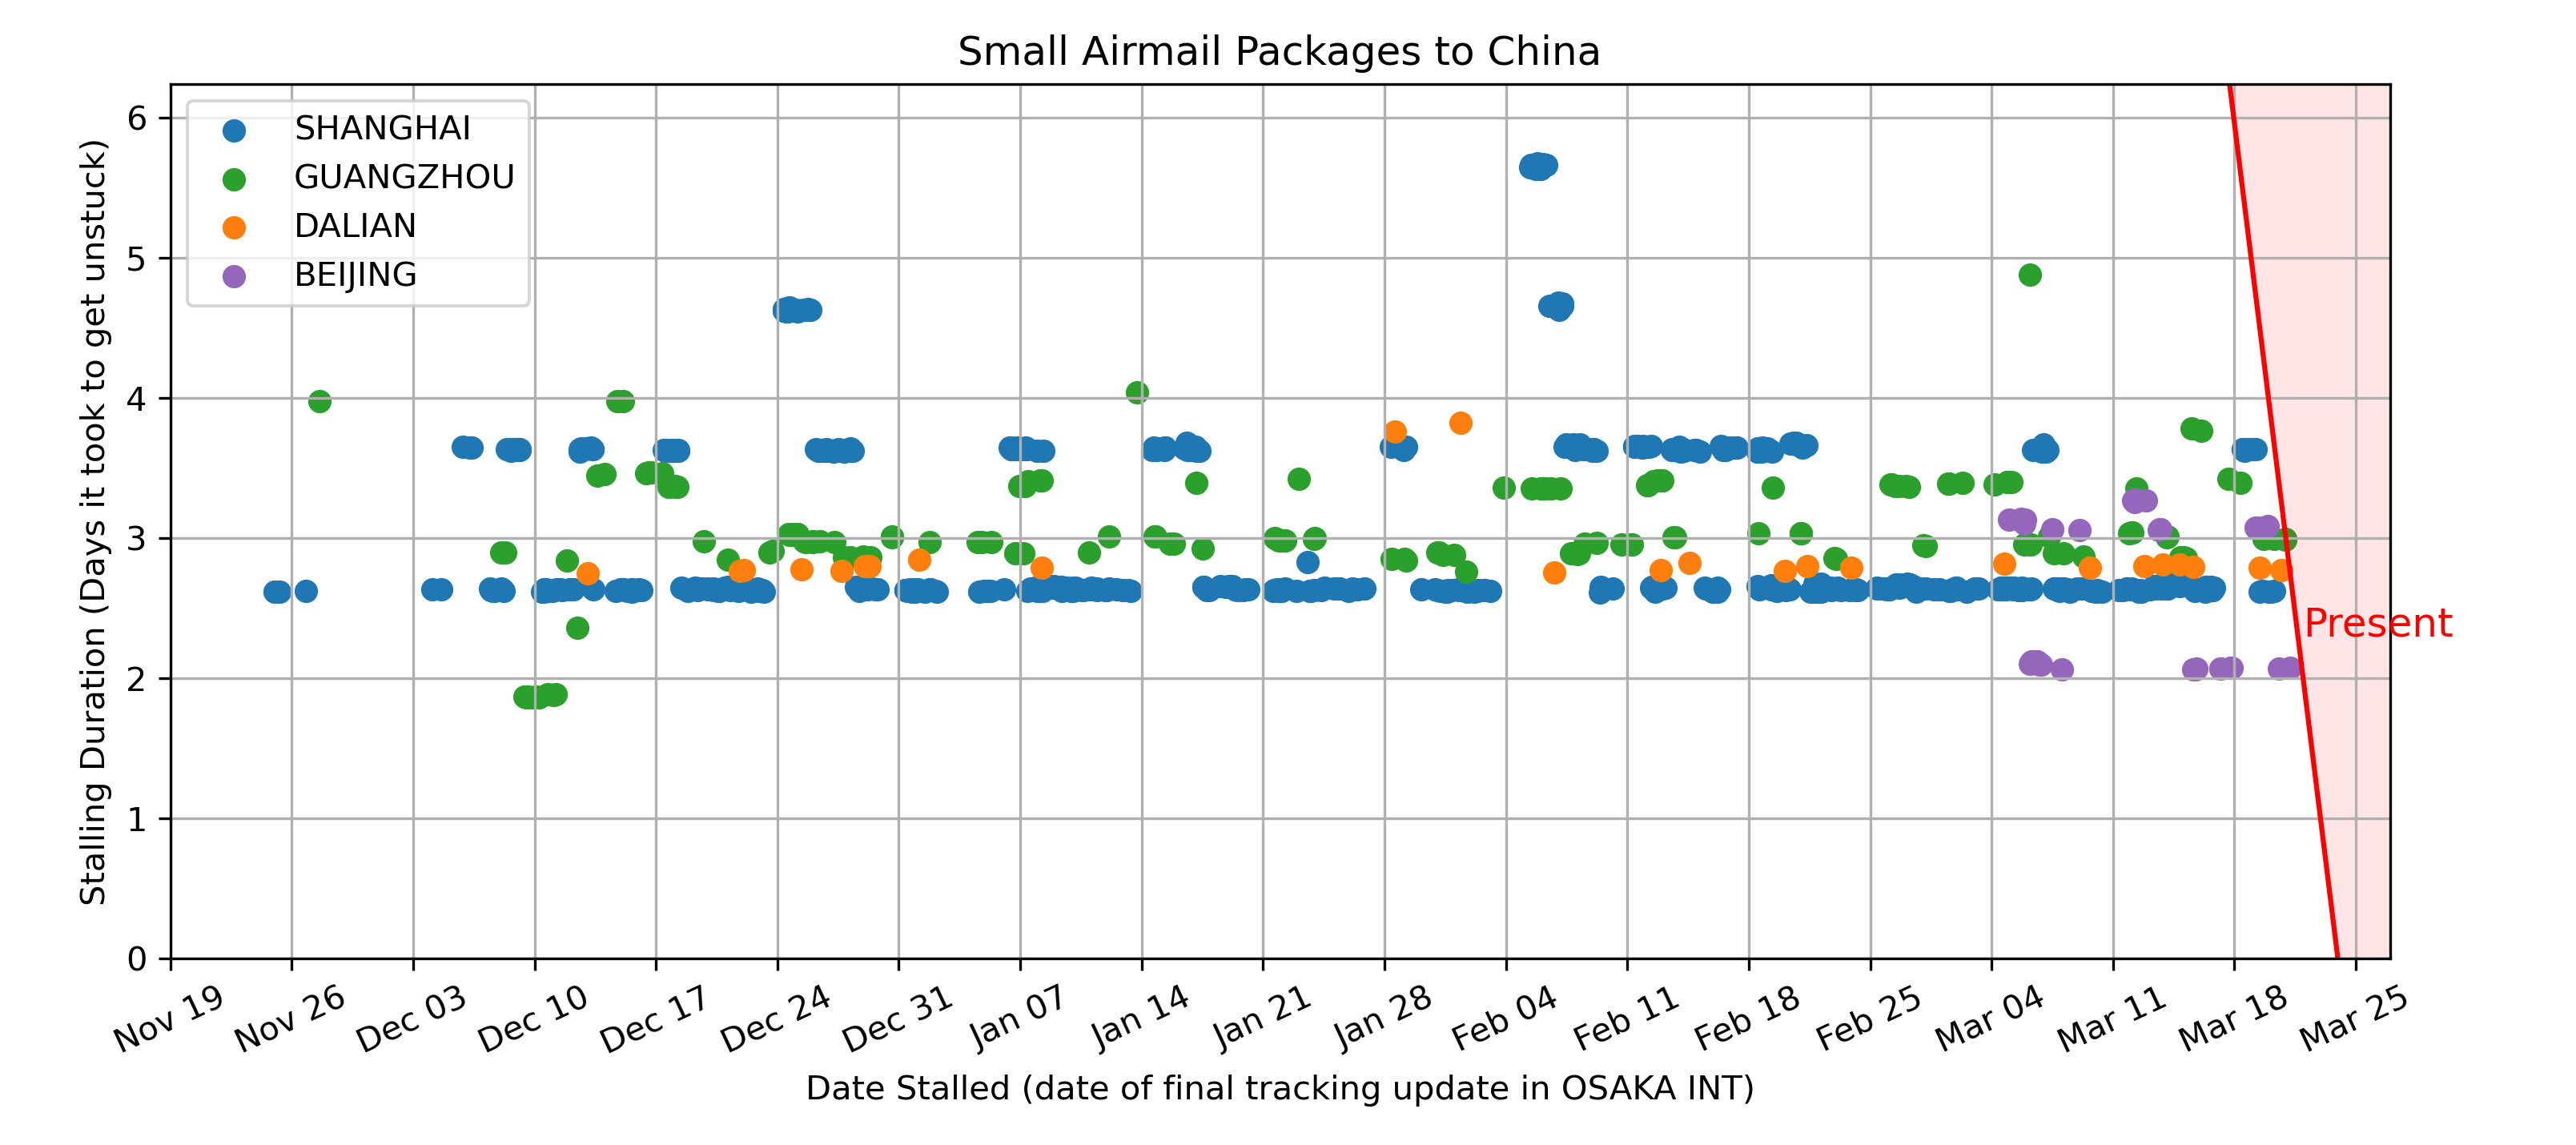 Small Airmail Packages to China
Stalling Duration (Days it took to get unstuck)
6
5
4
3
2
1
0
SHANGHAI
GUANGZHOU
DALIAN
BEIJING
Present
Nov 19
Nov 26
Dec 03
Dec 10
Dec 17
Dec 24
Dec 31
Jan 07
Jan 14
Jan 21
Jan 28
Feb 04
Feb 11
Feb 18
Feb 25
Mar 04
Mar 11
Mar 18
Mar 25
Date Stalled (date of final tracking update in OSAKA INT)